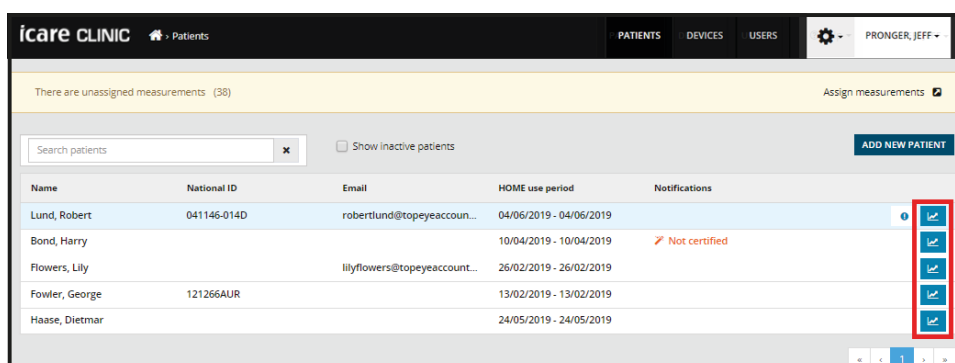 icare CLINIC › Patients PATIENTS DEVICES USERS PRONGER, JEFF
There are unassigned measurements (38) Assign measurements
Search patients Show inactive patients ADD NEW PATIENT
Name National ID Email HOME use period Notifications
Lund, Robert 041146-014D robertlund@topeyeaccoun... 04/06/2019 - 04/06/2019
Bond, Harry 10/04/2019 - 10/04/2019 Not certified
Flowers, Lily lilyflowers@topeyeaccount... 26/02/2019 - 26/02/2019
Fowler, George 121266AUR 13/02/2019 - 13/02/2019
Haase, Dietmar 24/05/2019 - 24/05/2019
« ‹ 1 › »